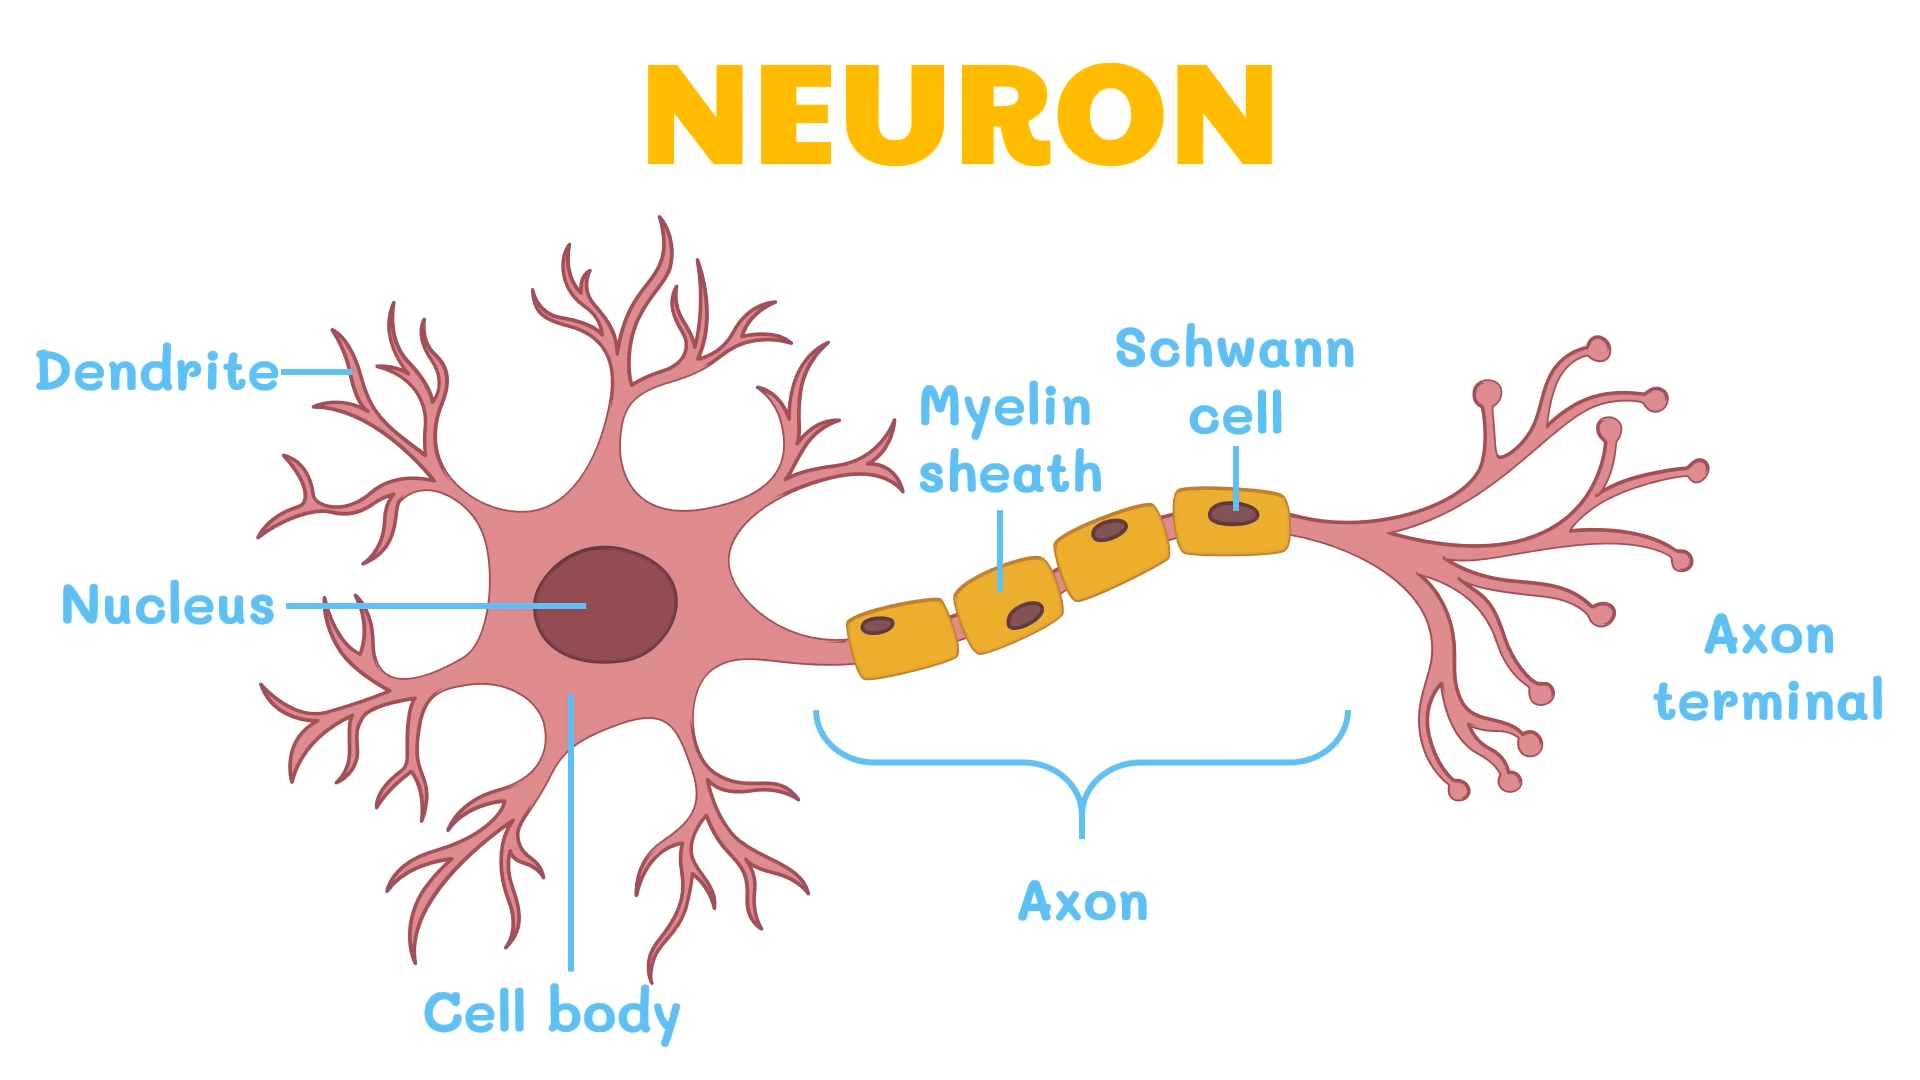 NEURON
Dendrite
Schwann
cell
Myelin
sheath
Nucleus
Axon
terminal
Axon
Cell body